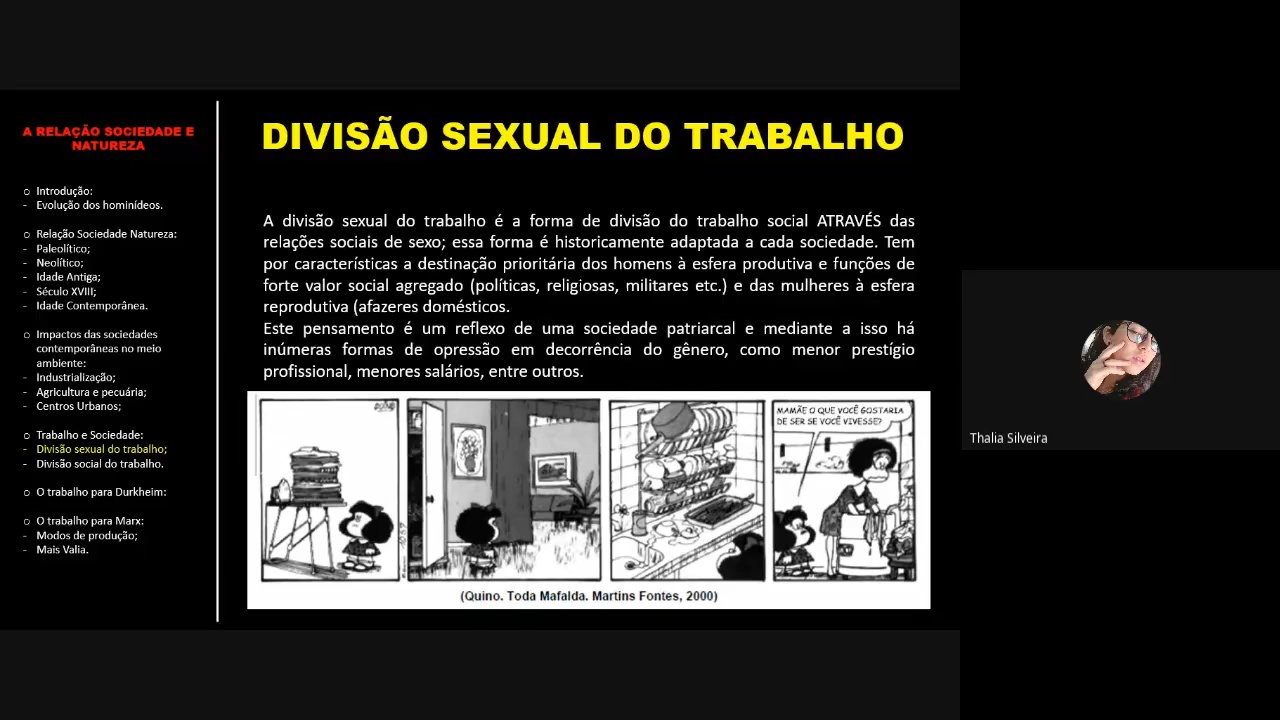 A RELAÇÃO SOCIEDADE E
NATUREZA
o Introdução:
- Evolução dos hominídeos.
o Relação Sociedade Natureza:
- Paleolítico;
- Neolítico;
- Idade Antiga;
- Século XVIII;
- Idade Contemporânea.
o Impactos das sociedades
contemporâneas no meio
ambiente:
- Industrialização;
- Agricultura e pecuária;
- Centros Urbanos;
o Trabalho e Sociedade:
- Divisão sexual do trabalho;
- Divisão social do trabalho.
o O trabalho para Durkheim:
o O trabalho para Marx:
- Modos de produção;
- Mais Valia.
DIVISÃO SEXUAL DO TRABALHO
A divisão sexual do trabalho é a forma de divisão do trabalho social ATRAVÉS das
relações sociais de sexo; essa forma é historicamente adaptada a cada sociedade. Tem
por características a destinação prioritária dos homens à esfera produtiva e funções de
forte valor social agregado (políticas, religiosas, militares etc.) e das mulheres à esfera
reprodutiva (afazeres domésticos.
Este pensamento é um reflexo de uma sociedade patriarcal e mediante a isso há
inúmeras formas de opressão em decorrência do gênero, como menor prestígio
profissional, menores salários, entre outros.
MAMÃE O QUE VOCÊ GOSTARIA
DE SER SE VOCÊ VIVESSE?
(Quino. Toda Mafalda. Martins Fontes, 2000)
Thalia Silveira